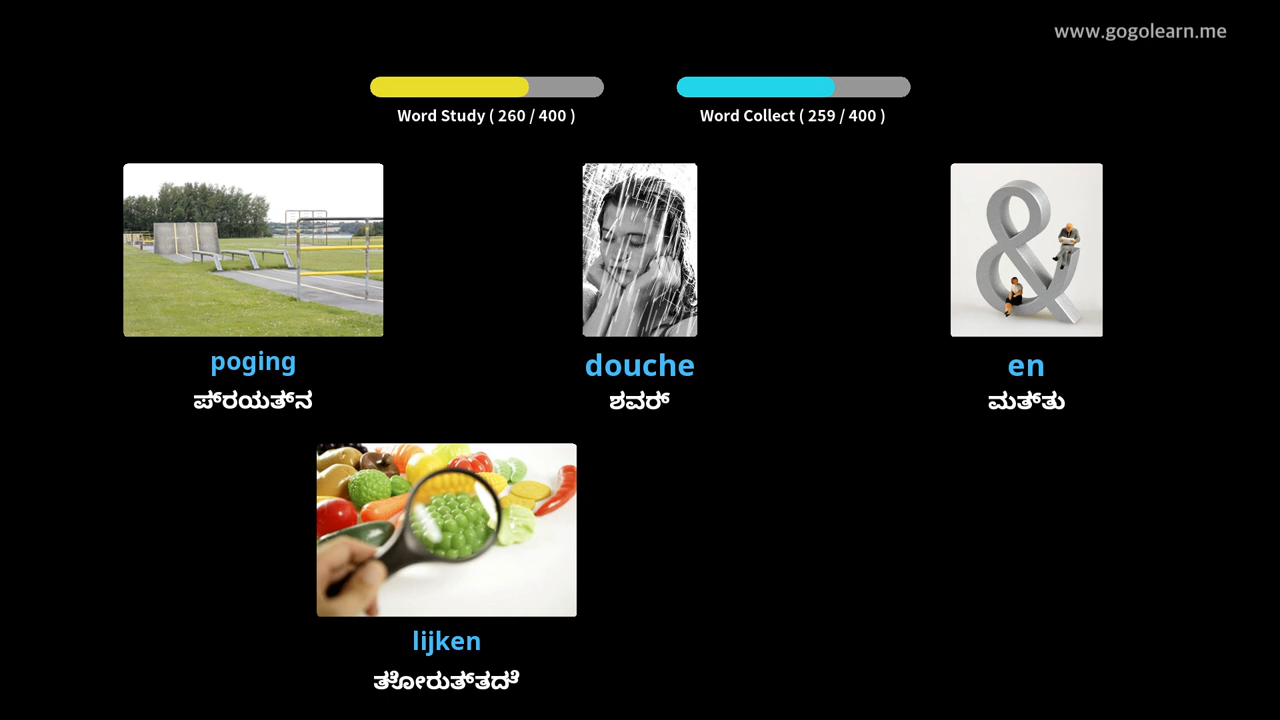 www.gogolearn.me
Word Study ( 260 / 400 )
Word Collect ( 259 / 400 )
poging
ಪ್ರಯತ್ನ
douche
ಶವರ್
en
ಮತ್ತು
&
lijken
ತೋರುತ್ತದೆ